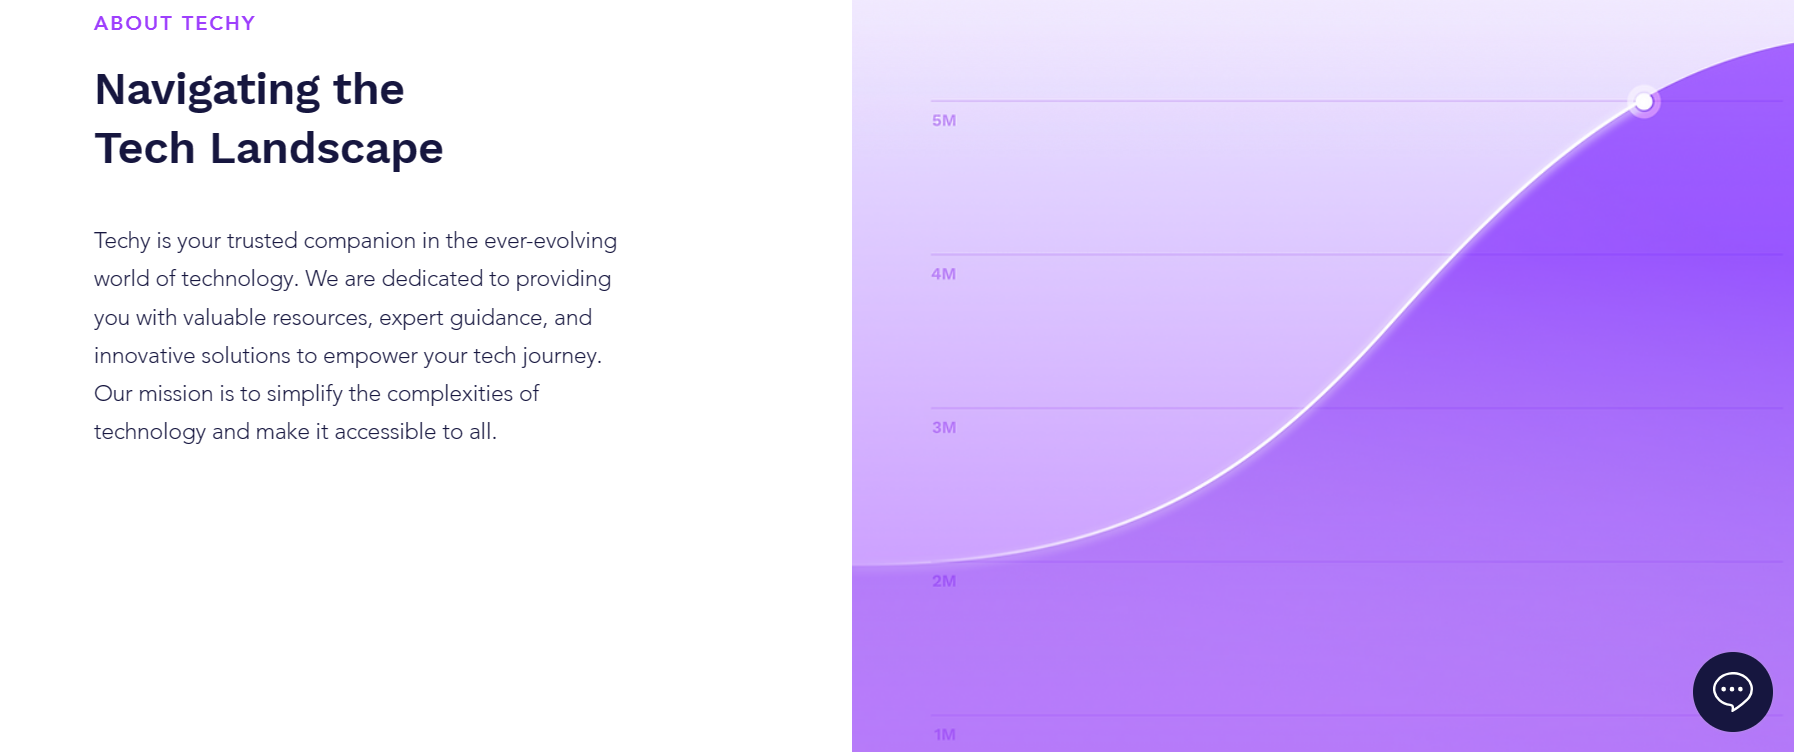 ABOUT TECHY
Navigating the
Tech Landscape
Techy is your trusted companion in the ever-evolving
world of technology. We are dedicated to providing
you with valuable resources, expert guidance, and
innovative solutions to empower your tech journey.
Our mission is to simplify the complexities of
technology and make it accessible to all.
5M
4M
3M
2M
1M